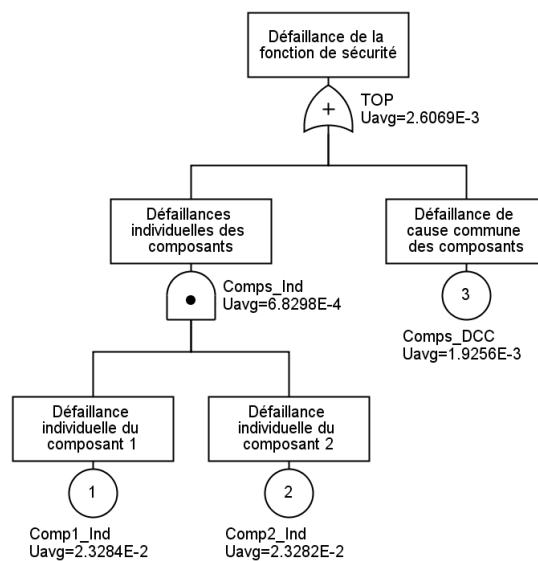 Défaillance de la
fonction de sécurité
+
TOP
Uavg=2.6069E-3
Défaillances
individuelles des
composants
Défaillance de
cause commune
des composants
Comps_Ind
Uavg=6.8298E-4
3
Comps_DCC
Uavg=1.9256E-3
Défaillance
individuelle du
composant 1
Défaillance
individuelle du
composant 2
1
2
Comp1_Ind
Uavg=2.3284E-2
Comp2_Ind
Uavg=2.3282E-2